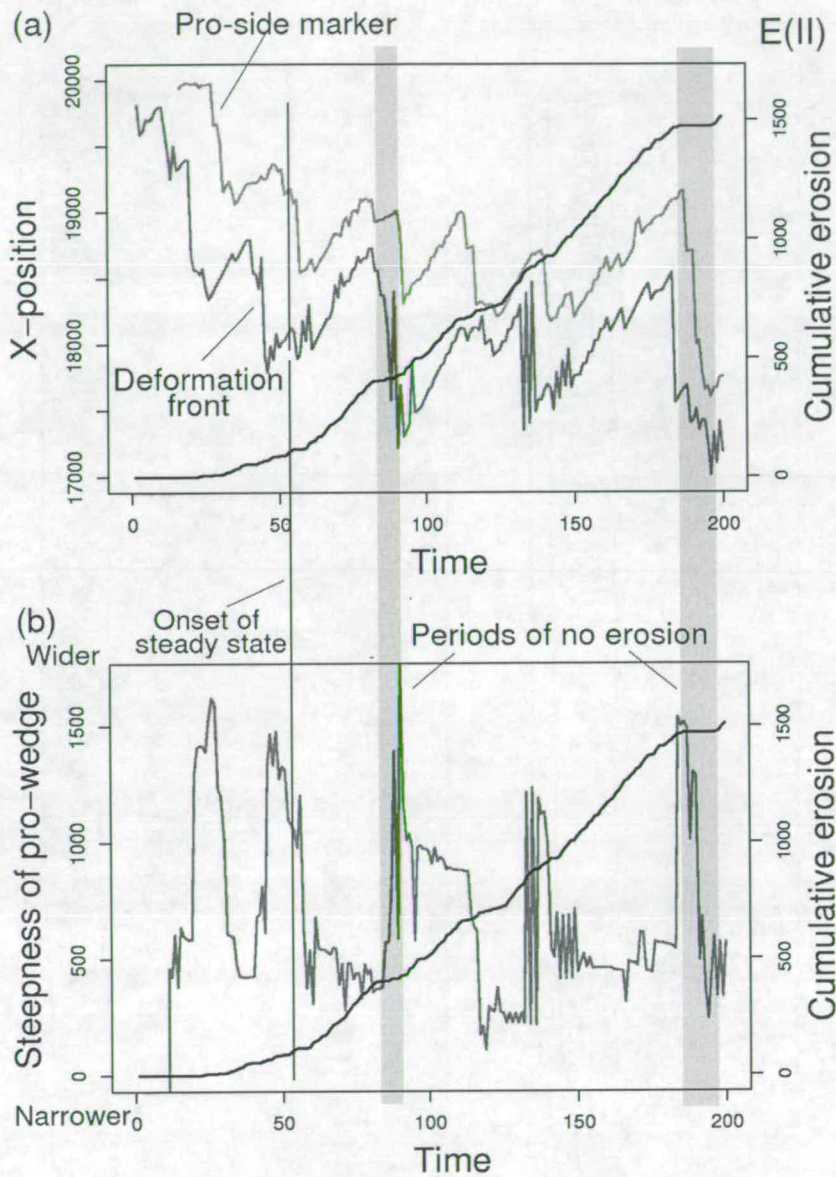 (a)
Pro-side marker
E(II)
20000
19000
18000
17000
X-position
Deformation
front
1500
1000
500
0
Cumulative erosion
0
50
100
150
200
Time
Onset of
steady state
Periods of no erosion
(b)
Wider
1500
1000
500
0
Steepness of pro-wedge
Narrower
1500
1000
500
0
Cumulative erosion
0
50
100
150
200
Time